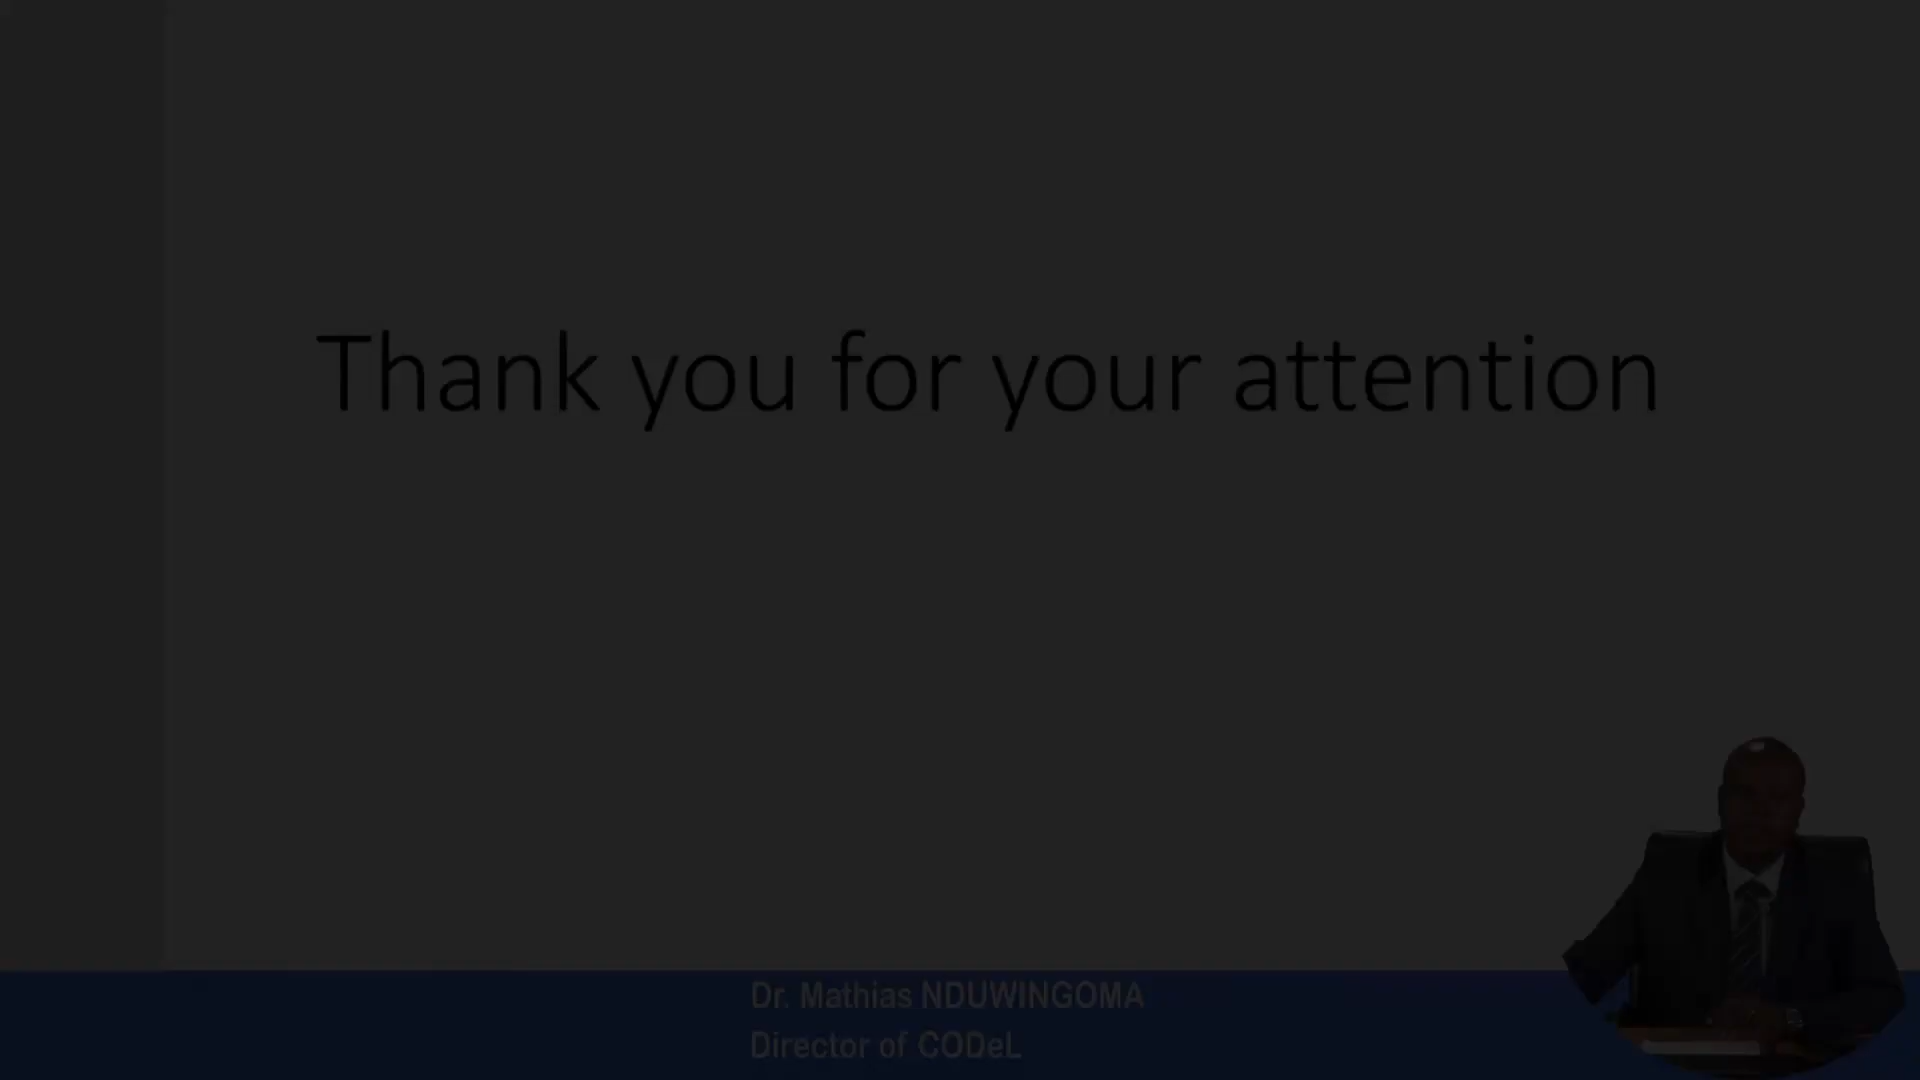 Thank you for your attention
Dr. Mathias NDUWINGOMA
Director of CODeL